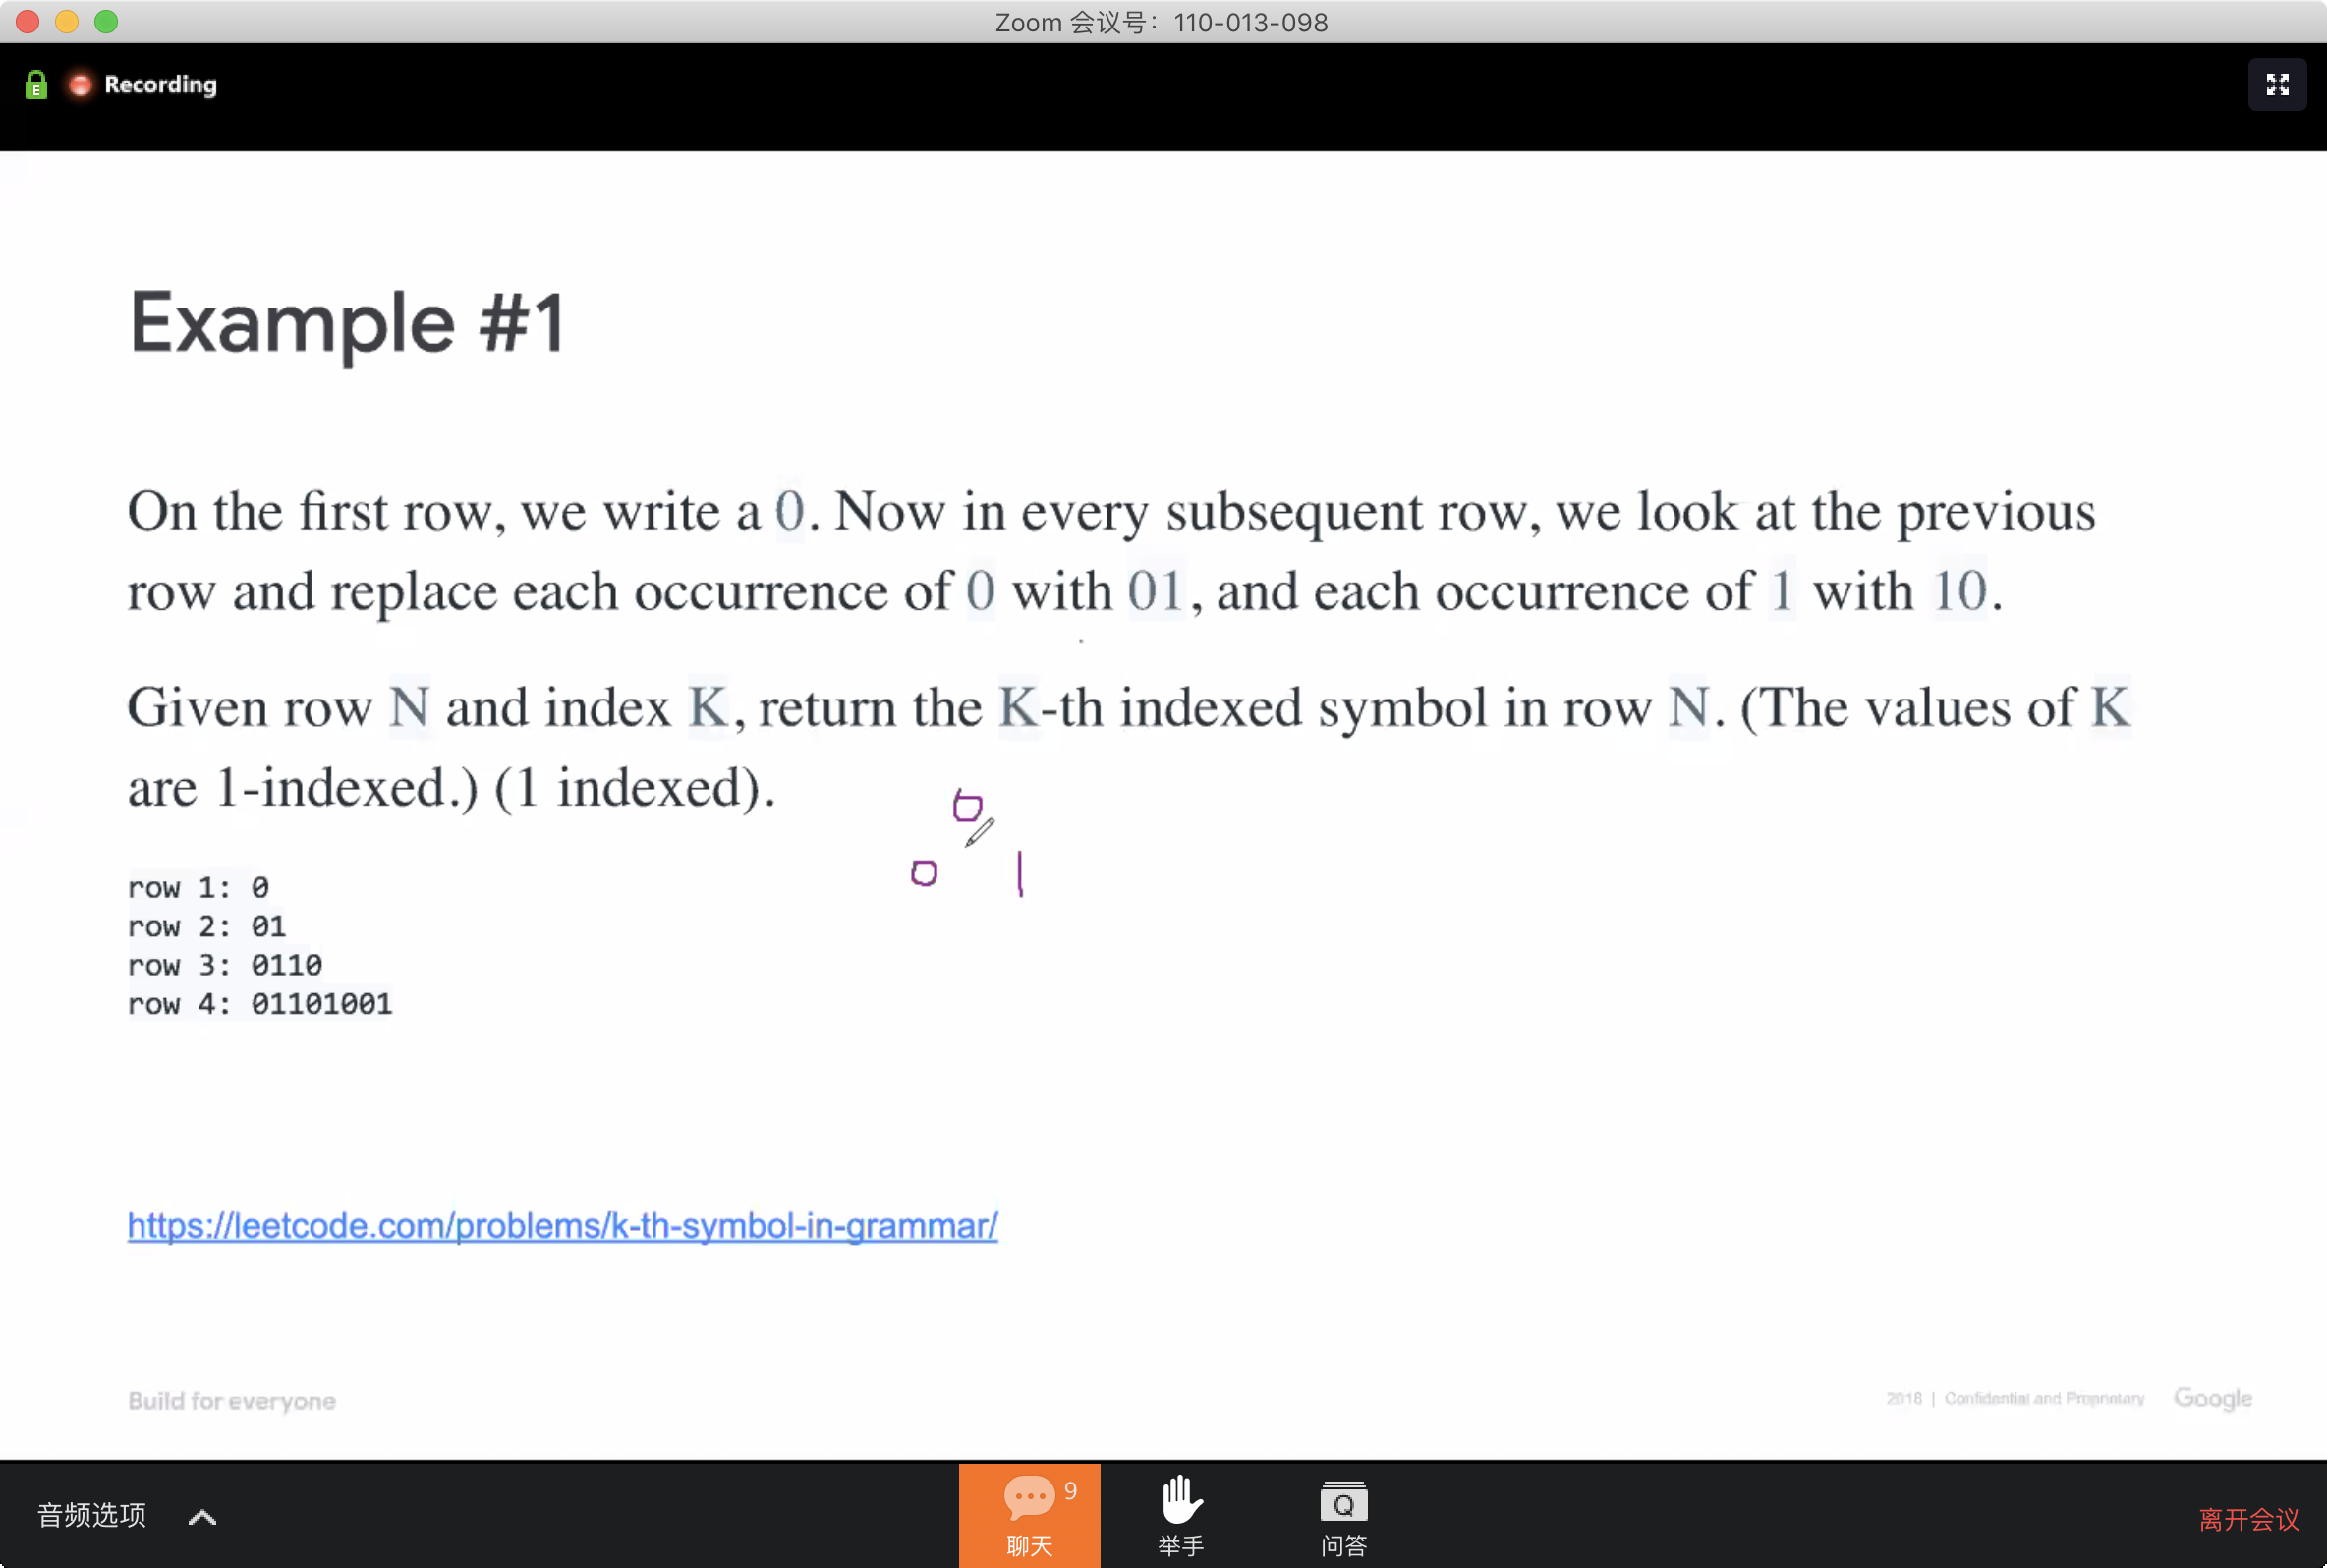 Zoom 会议号: 110-013-098
E
Recording
Example #1
On the first row, we write a 0. Now in every subsequent row, we look at the previous
row and replace each occurrence of 0 with 01, and each occurrence of 1 with 10.
Given row N and index K, return the K-th indexed symbol in row N. (The values of K
are 1-indexed.) (1 indexed).
0
0 1
row 1: 0
row 2: 01
row 3: 0110
row 4: 01101001
https://leetcode.com/problems/k-th-symbol-in-grammar/
Build for everyone
2018 | Confidential and Proprietary Google
音频选项
9
聊天
举手
Q
问答
离开会议